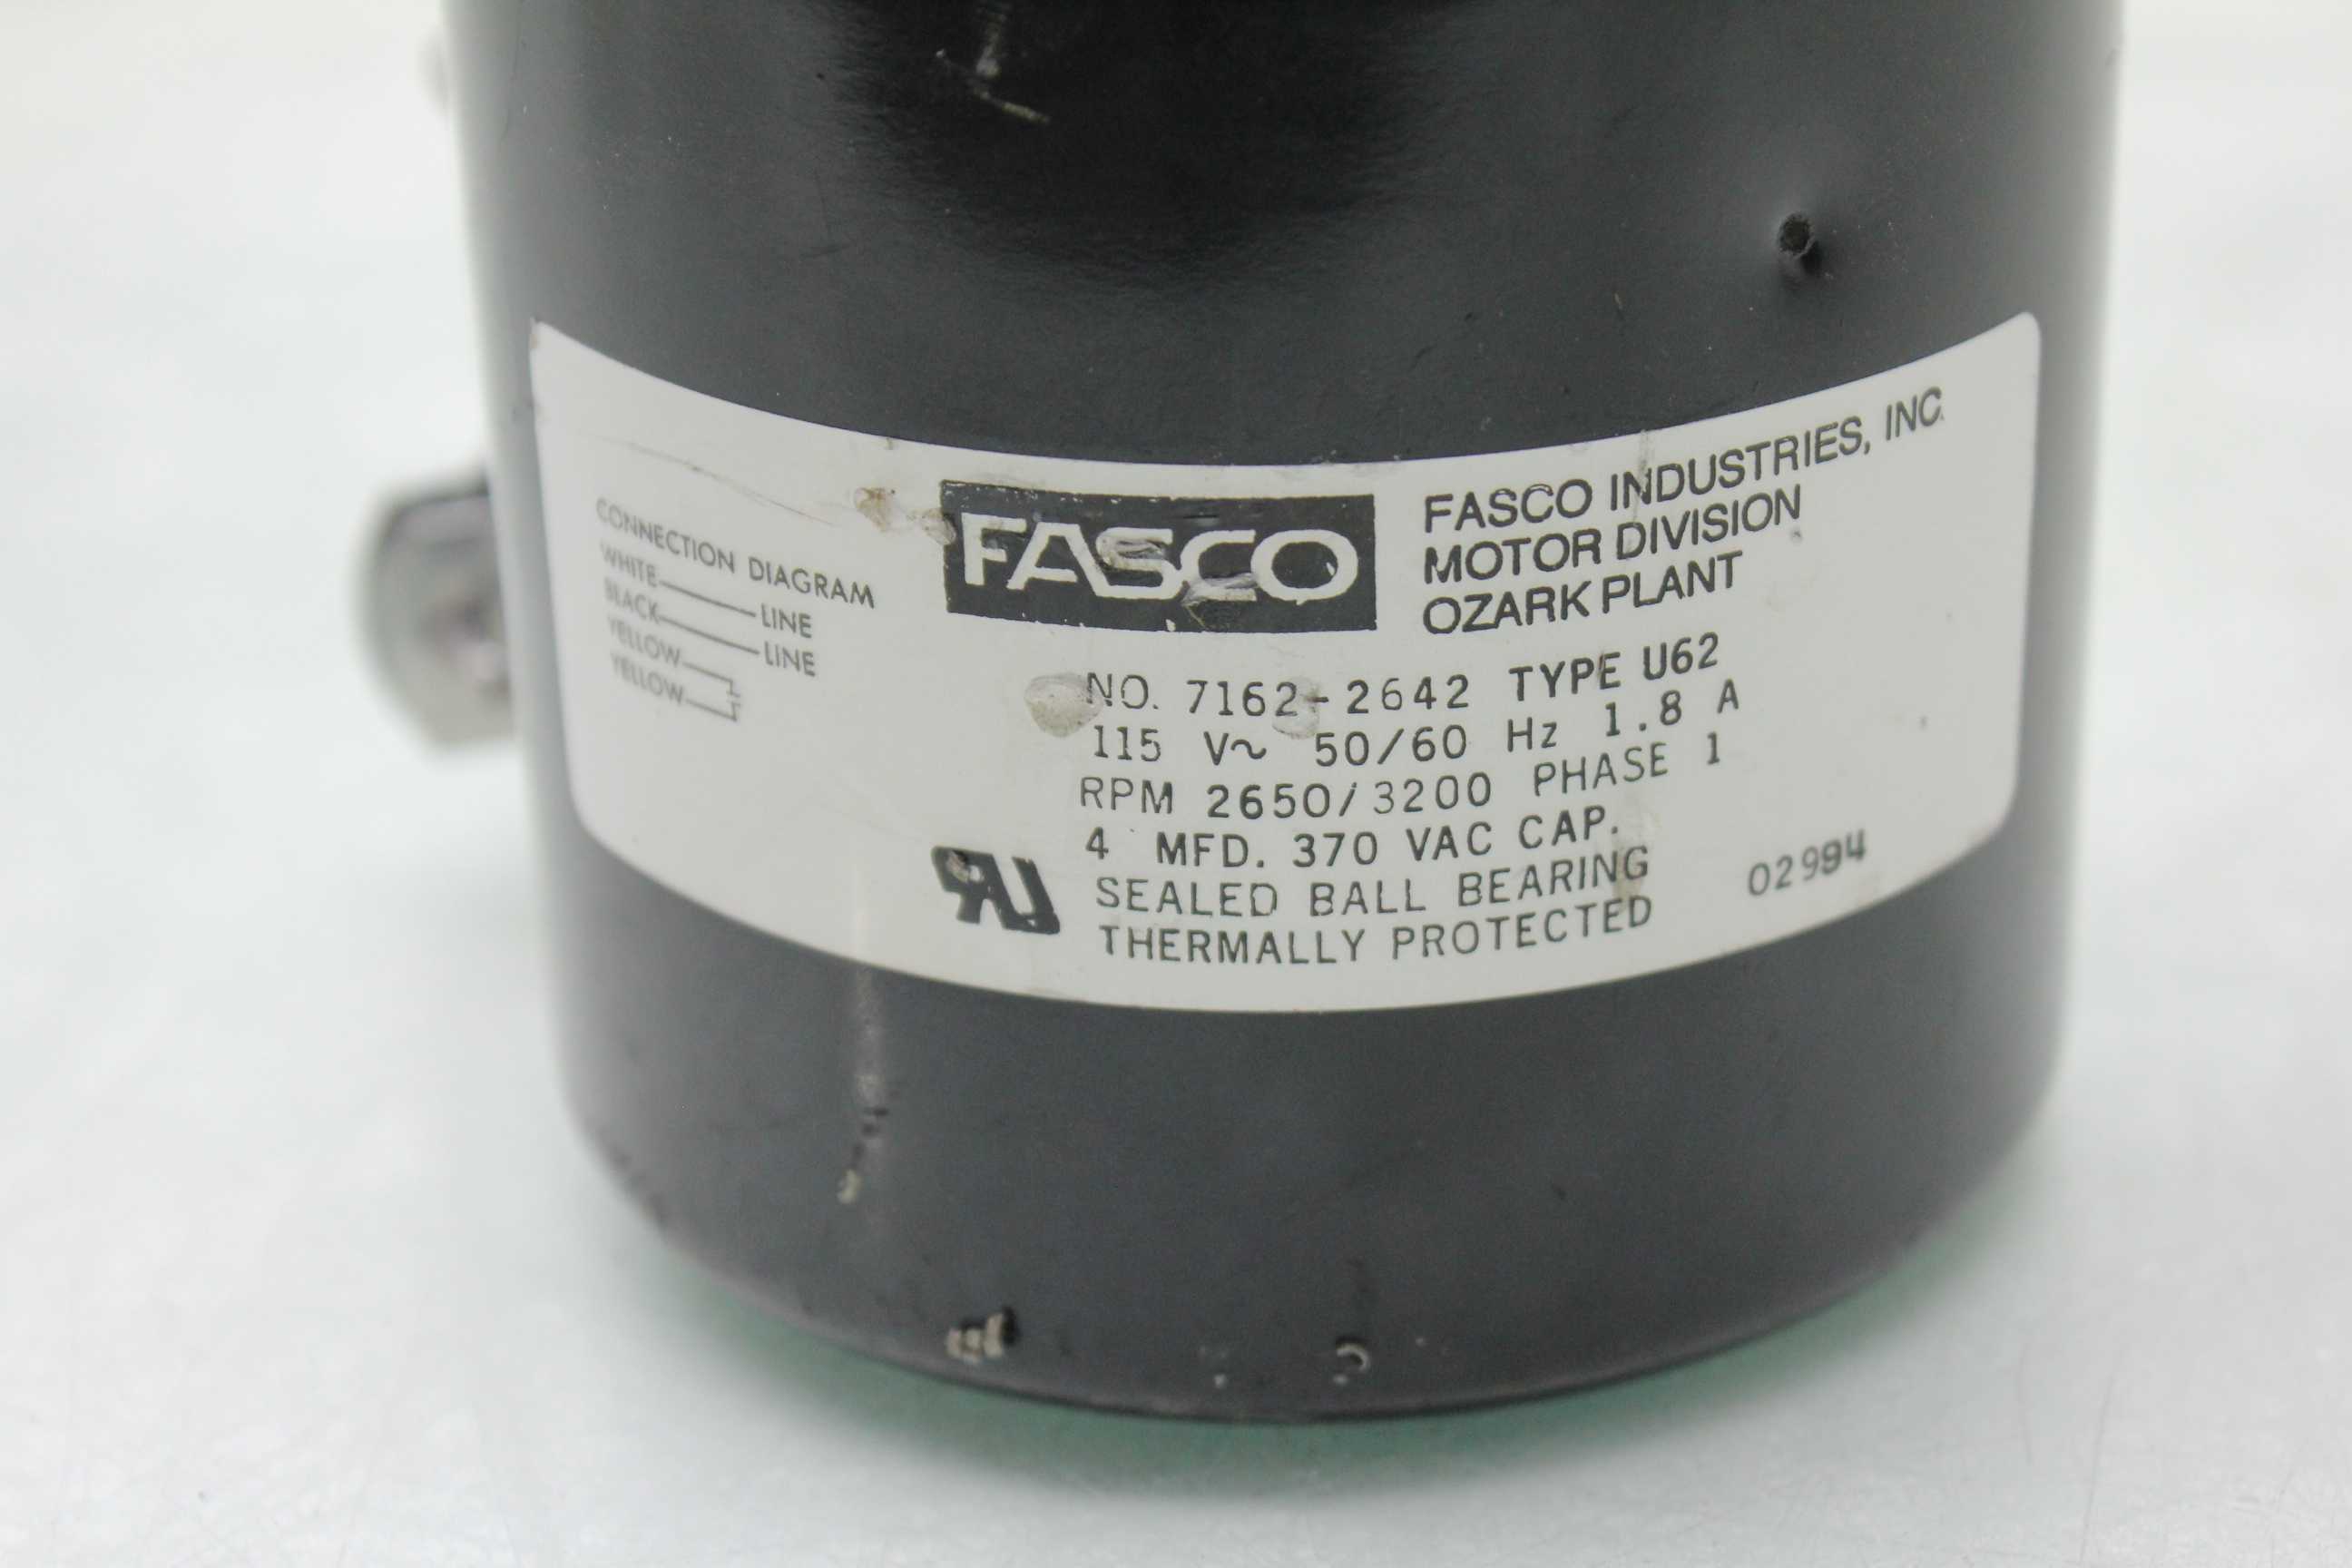 CONNECTION DIAGRAM
WHITE LINE
BLACK LINE
YELLOW
YELLOW
FASCO
FASCO INDUSTRIES, INC.
MOTOR DIVISION
OZARK PLANT
NO. 7162-2642 TYPE U62
115 V~ 50/60 Hz 1.8 A
RPM 2650/3200 PHASE 1
4 MFD. 370 VAC CAP.
SEALED BALL BEARING
THERMALLY PROTECTED
02994
RU